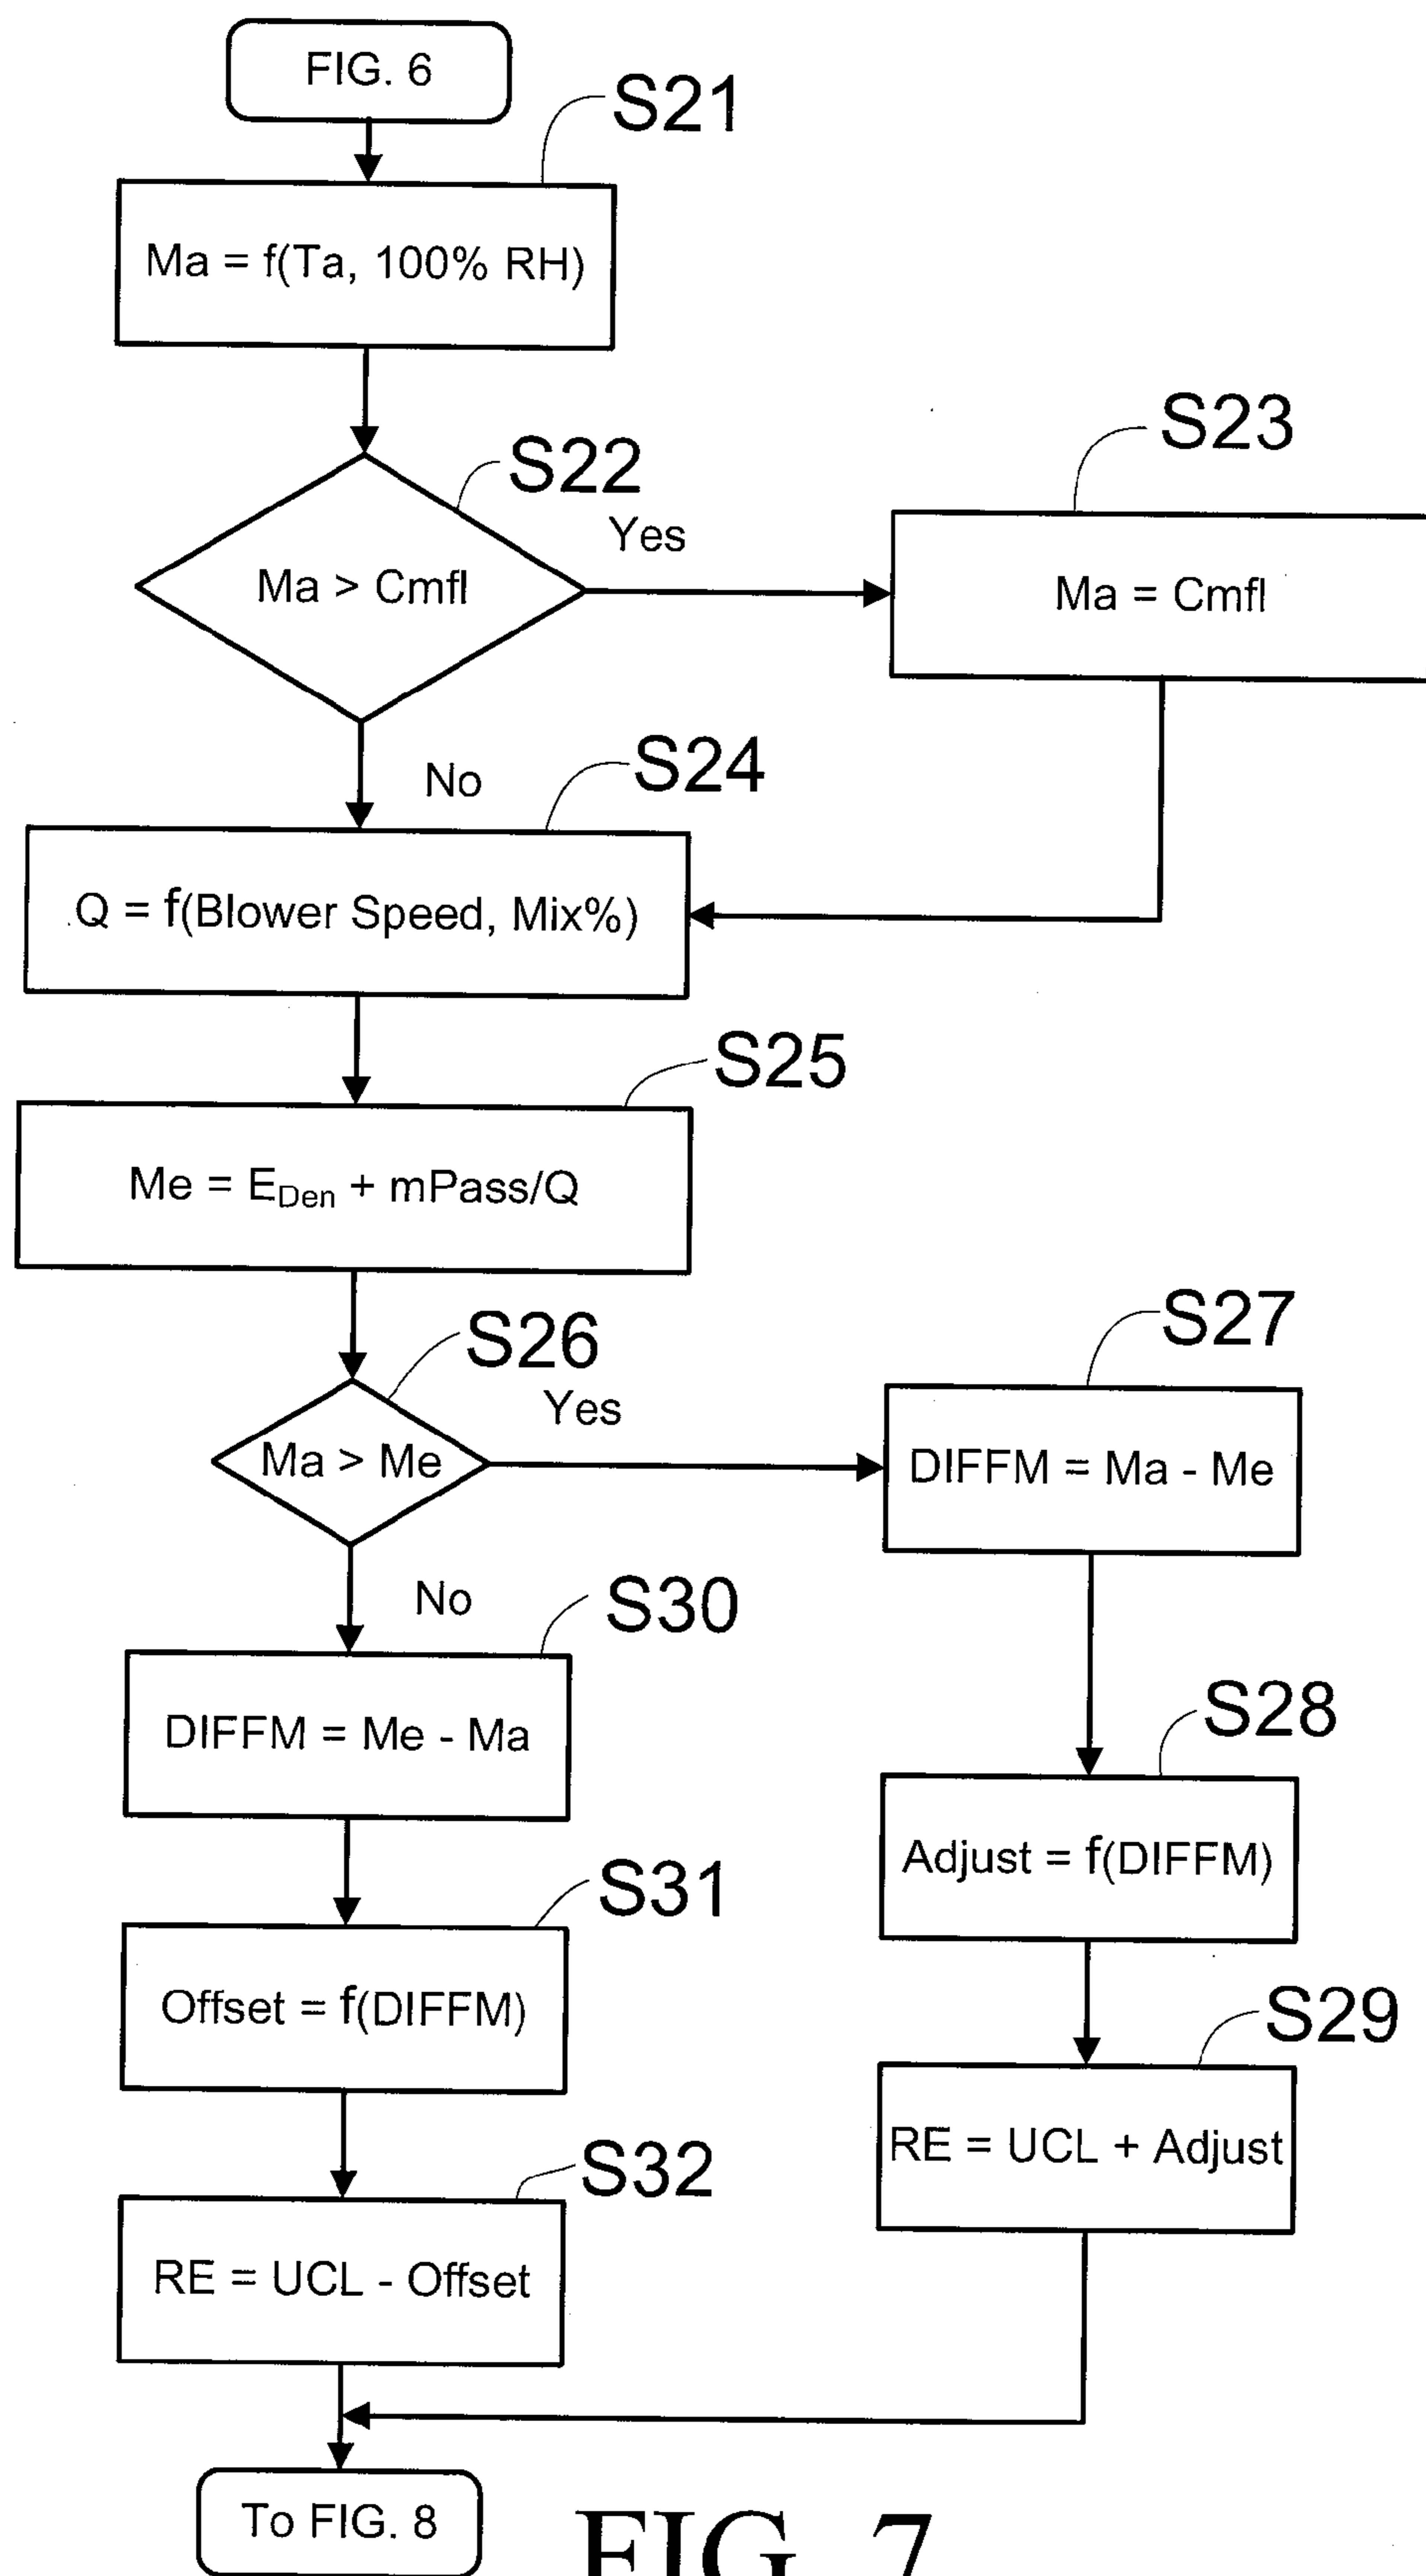 FIG. 6
S21
Ma = f(Ta, 100% RH)
S22
Ma > Cmfl
Yes
S23
Ma = Cmfl
No
S24
Q = f(Blower Speed, Mix%)
S25
Me = EDen + mPass/Q
S26
Ma > Me
Yes
S27
DIFFM = Ma - Me
No
S30
DIFFM = Me - Ma
S28
Adjust = f(DIFFM)
S31
Offset = f(DIFFM)
S29
RE = UCL + Adjust
S32
RE = UCL - Offset
To FIG. 8
FIG. 7